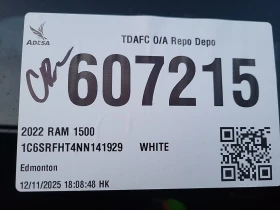 ADESA
TDAFC O/A Repo Depo
607215
2022 RAM 1500
1C6SRFHT4NN141929 WHITE
Edmonton
12/11/2025 18:08:48 HK